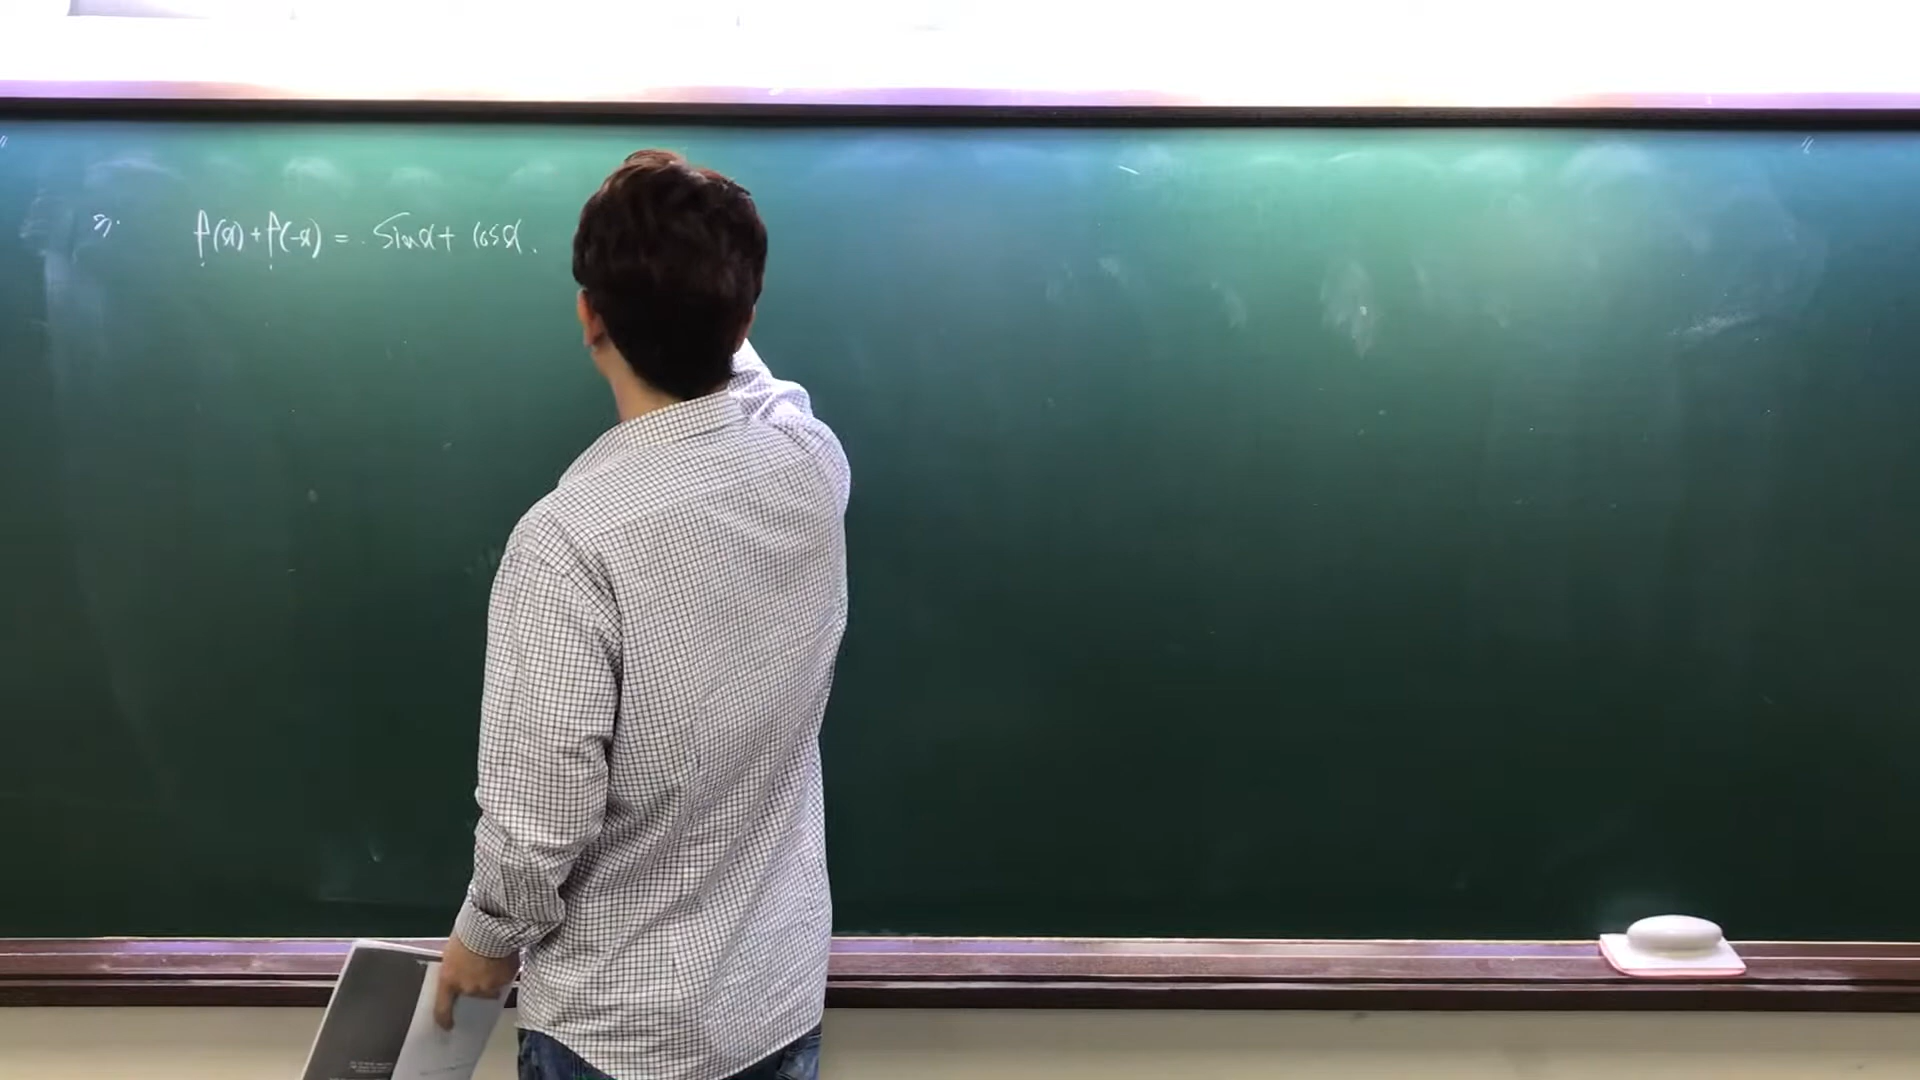 f(x)+f(-x) = sinx + cosx.